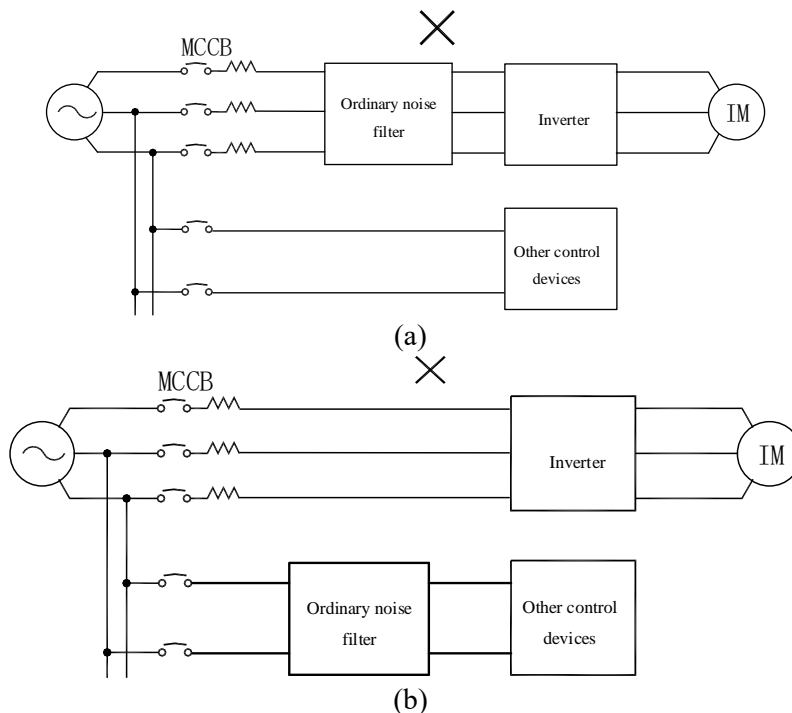 MCCB
Ordinary noise
filter
Inverter
IM
Other control
devices
(a)
MCCB
Inverter
IM
Ordinary noise
filter
Other control
devices
(b)